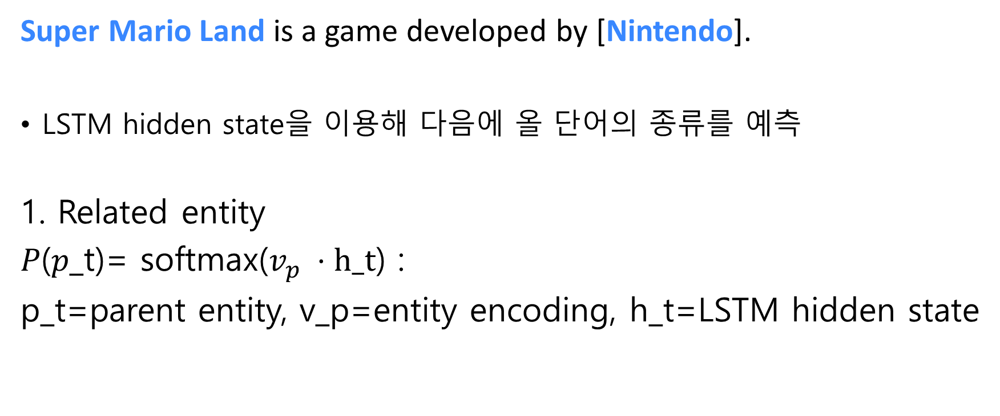 Super Mario Land is a game developed by [Nintendo].
• LSTM hidden state을 이용해 다음에 올 단어의 종류를 예측
1. Related entity
P(p_t)= softmax(v_p · h_t) :
p_t=parent entity, v_p=entity encoding, h_t=LSTM hidden state